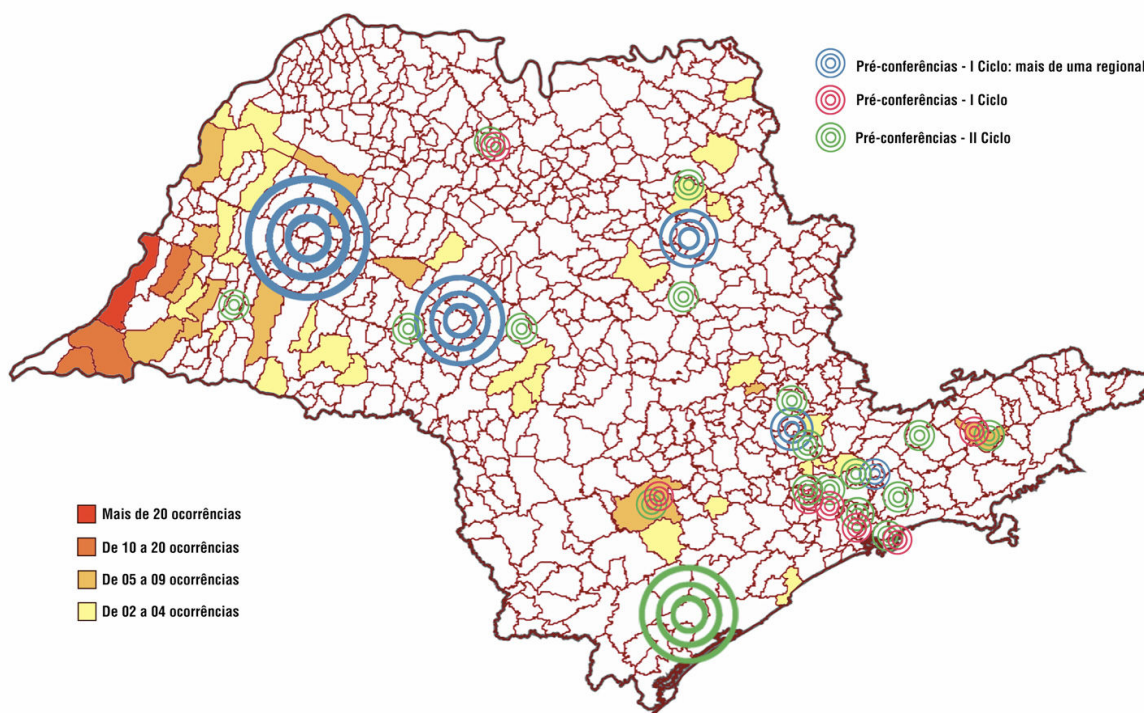 Pré-conferências - I Ciclo: mais de uma regional
Pré-conferências - I Ciclo
Pré-conferências - II Ciclo
Mais de 20 ocorrências
De 10 a 20 ocorrências
De 05 a 09 ocorrências
De 02 a 04 ocorrências